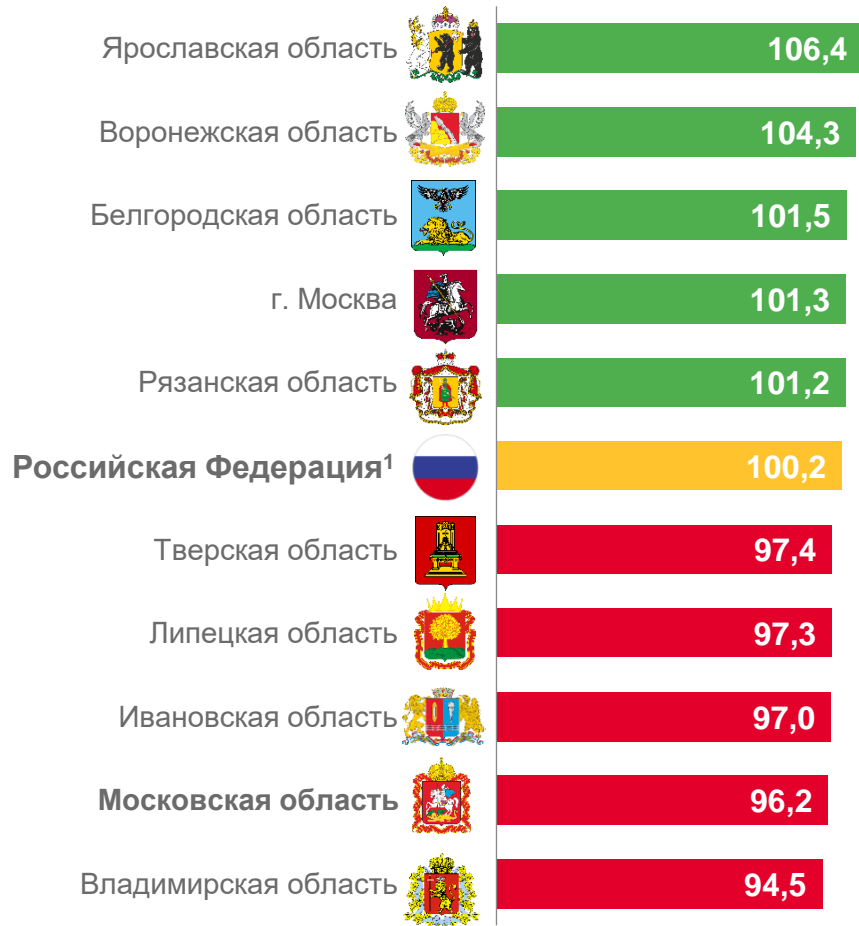 Ярославская область 106,4
Воронежская область 104,3
Белгородская область 101,5
г. Москва 101,3
Рязанская область 101,2
Российская Федерация¹ 100,2
Тверская область 97,4
Липецкая область 97,3
Ивановская область 97,0
Московская область 96,2
Владимирская область 94,5